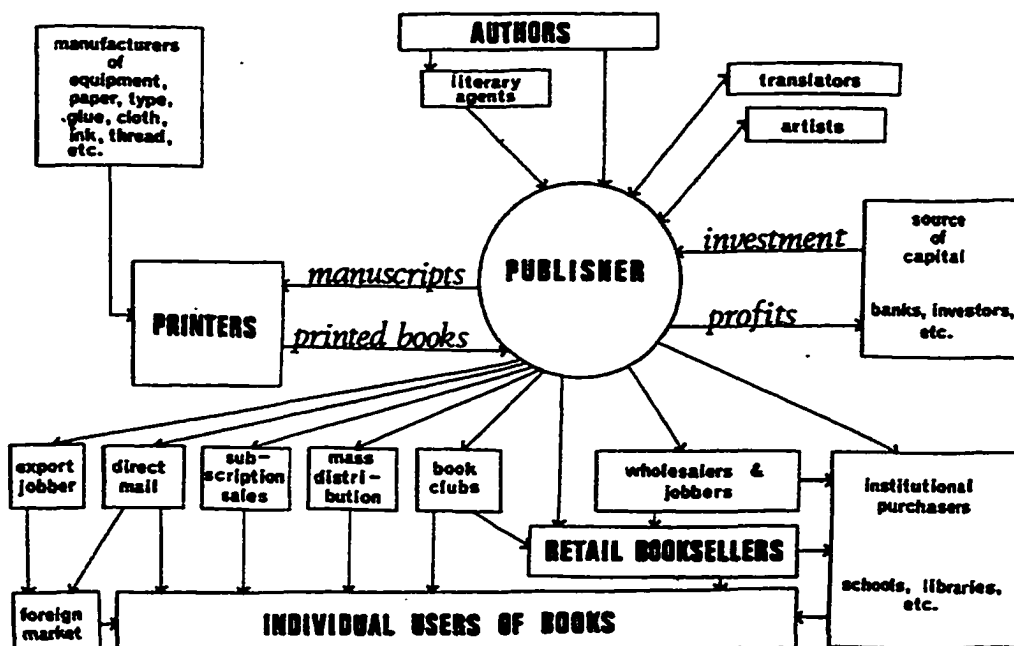 AUTHORS
manufacturers
of
equipment,
paper, type,
glue, cloth,
ink, thread,
etc.
literary
agents
translators
artists
source
of
capital
banks, investors,
etc.
investment
profits
PUBLISHER
manuscripts
printed books
PRINTERS
export
jobber
direct
mail
sub-
scription
sales
mass
distri-
bution
book
clubs
wholesalers &
jobbers
institutional
purchasers
schools, libraries,
etc.
RETAIL BOOKSELLERS
foreign
market
INDIVIDUAL USERS OF BOOKS